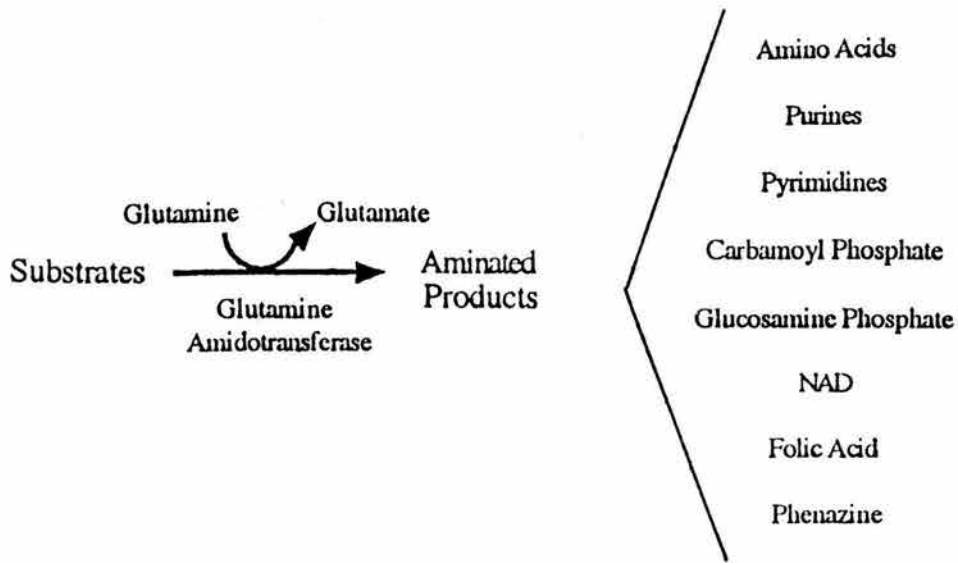 Glutamine Glutamate
Substrates
Aminated
Products
Glutamine
Amidotransferase
Amino Acids
Purines
Pyrimidines
Carbamoyl Phosphate
Glucosamine Phosphate
NAD
Folic Acid
Phenazine